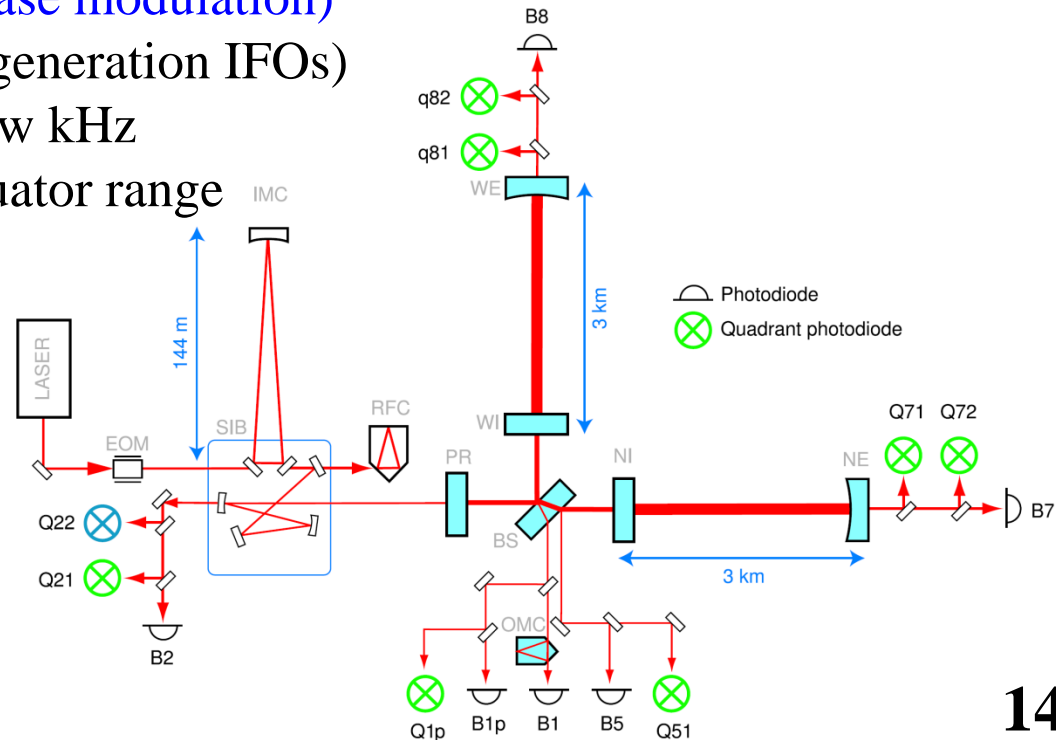 ase modulation)
generation IFOs)
w kHz
uator range
B8
q82
q81
WE
IMC
144 m
3 km
Photodiode
Quadrant photodiode
LASER
EOM
SIB
RFC
WI
PR
NI
NE
Q71
Q72
B7
BS
3 km
Q22
Q21
B2
OMC
Q1p
B1p
B1
B5
Q51
14